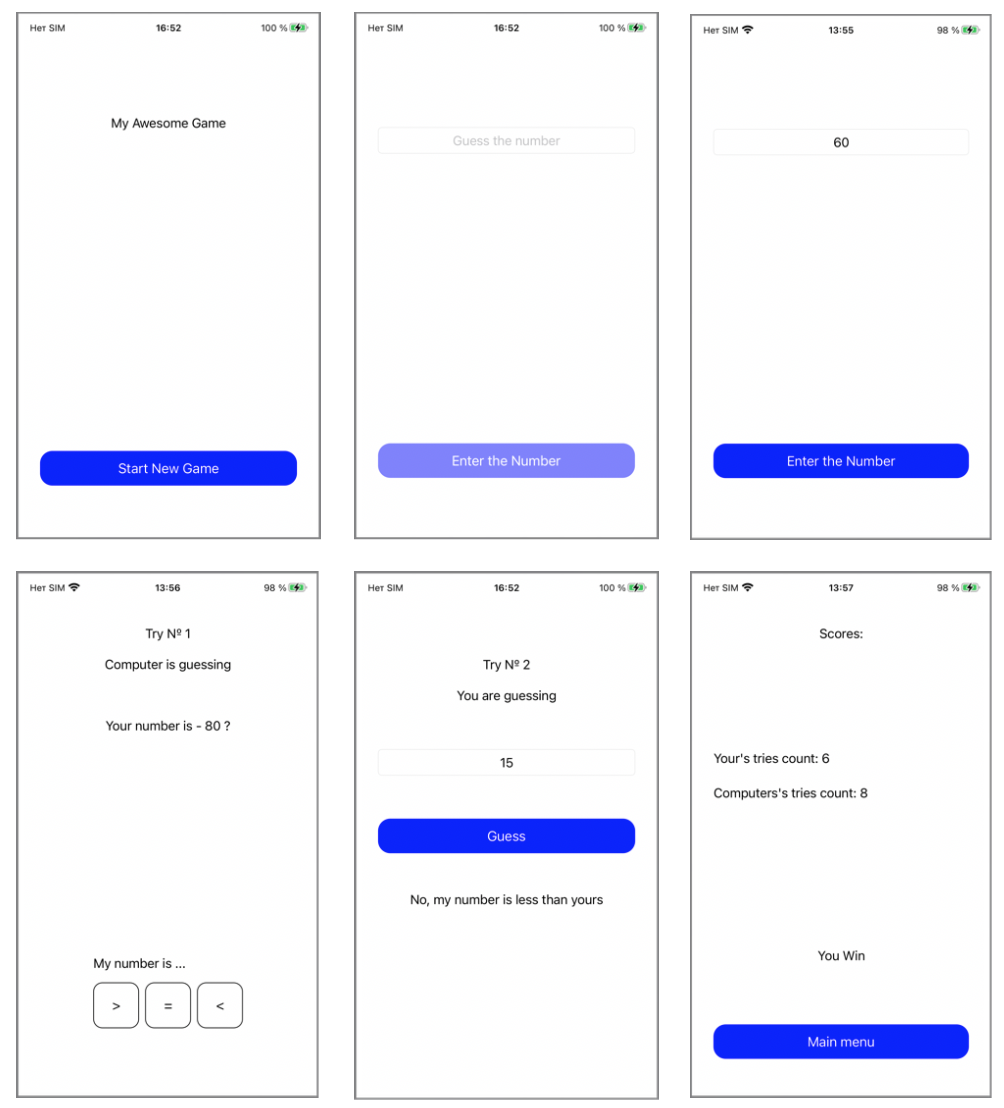 Нет SIM 16:52 100 %
My Awesome Game
Start New Game
Нет SIM 16:52 100 %
Guess the number
Enter the Number
Нет SIM 13:55 98 %
60
Enter the Number
Нет SIM 13:56 98 %
Try Nº 1
Computer is guessing
Your number is - 80 ?
My number is ...
> = <
Нет SIM 16:52 100 %
Try Nº 2
You are guessing
15
Guess
No, my number is less than yours
Нет SIM 13:57 98 %
Scores:
Your's tries count: 6
Computers's tries count: 8
You Win
Main menu